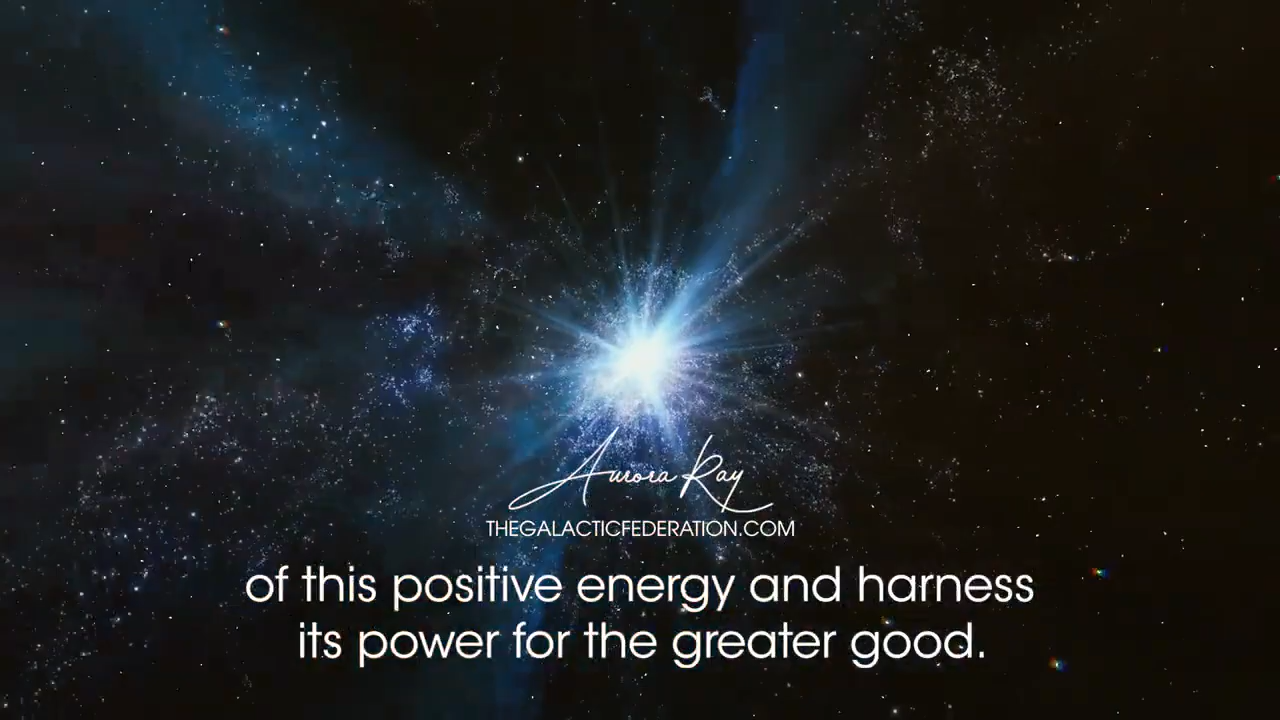 Aurora Ray
THEGALACTICFEDERATION.COM
of this positive energy and harness
its power for the greater good.